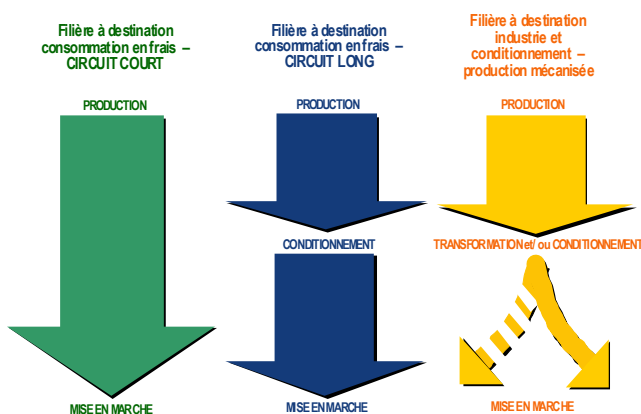 Filière à destination
consommation en frais –
CIRCUIT COURT
PRODUCTION
MISE EN MARCHE
Filière à destination
consommation en frais –
CIRCUIT LONG
PRODUCTION
CONDITIONNEMENT
MISE EN MARCHE
Filière à destination
industrie et
conditionnement –
production mécanisée
PRODUCTION
TRANSFORMATION et/ ou CONDITIONNEMENT
MISE EN MARCHE